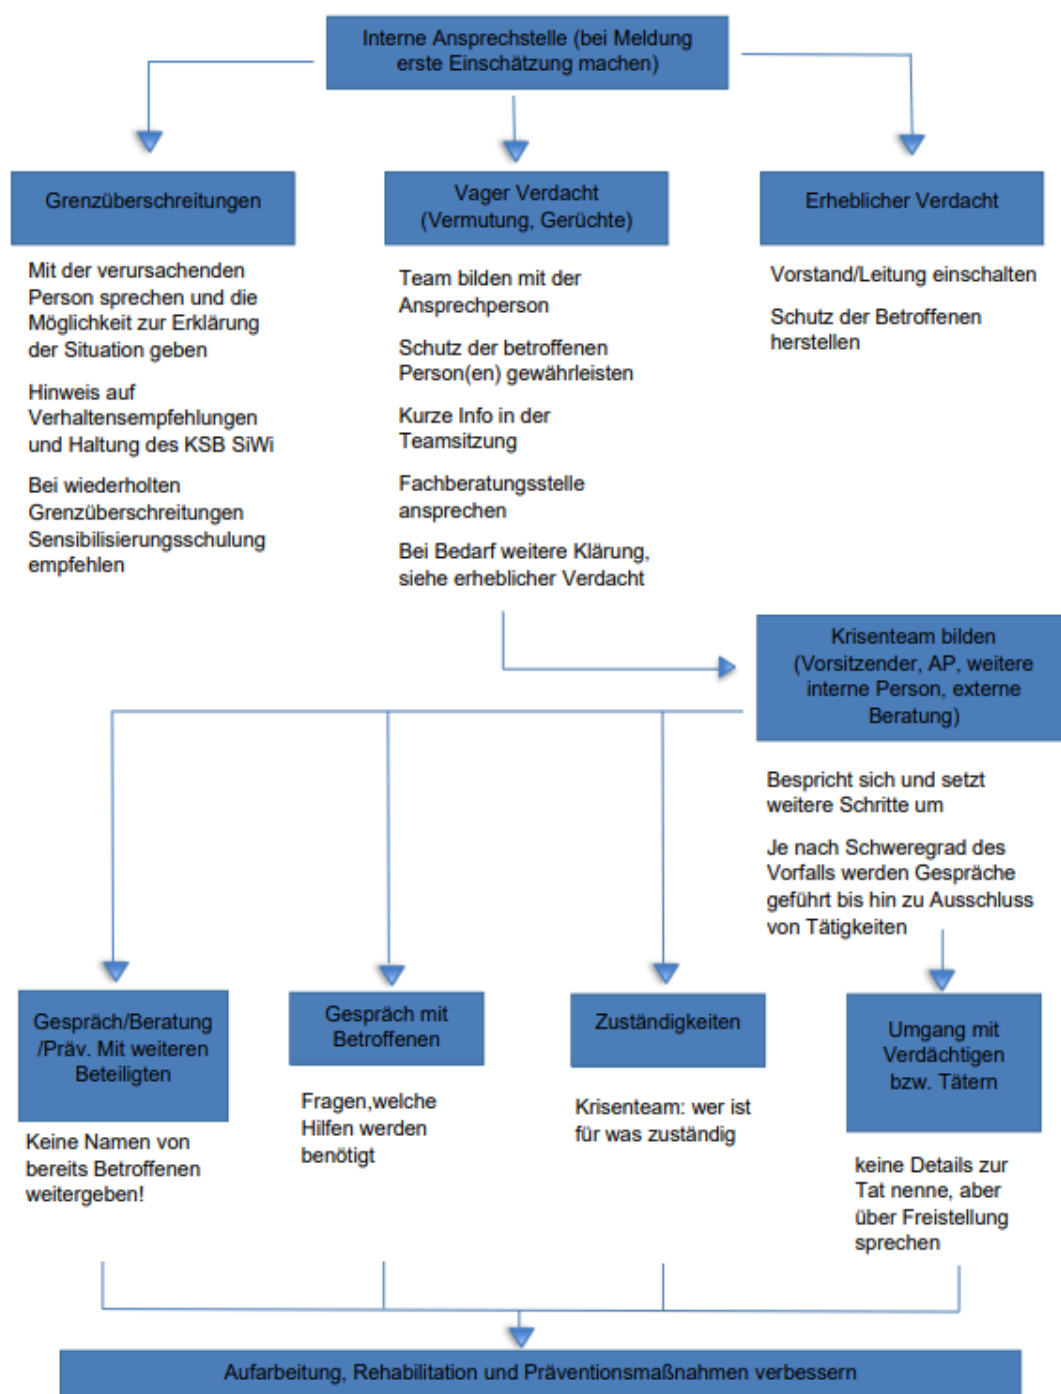 Interne Ansprechstelle (bei Meldung
erste Einschätzung machen)
Grenzüberschreitungen
Mit der verursachenden
Person sprechen und die
Möglichkeit zur Erklärung
der Situation geben
Hinweis auf
Verhaltensempfehlungen
und Haltung des KSB SiWi
Bei wiederholten
Grenzüberschreitungen
Sensibilisierungsschulung
empfehlen
Vager Verdacht
(Vermutung, Gerüchte)
Team bilden mit der
Ansprechperson
Schutz der betroffenen
Person(en) gewährleisten
Kurze Info in der
Teamsitzung
Fachberatungsstelle
ansprechen
Bei Bedarf weitere Klärung,
siehe erheblicher Verdacht
Erheblicher Verdacht
Vorstand/Leitung einschalten
Schutz der Betroffenen
herstellen
Krisenteam bilden
(Vorsitzender, AP, weitere
interne Person, externe
Beratung)
Bespricht sich und setzt
weitere Schritte um
Je nach Schweregrad des
Vorfalls werden Gespräche
geführt bis hin zu Ausschluss
von Tätigkeiten
Gespräch/Beratung
/Präv. Mit weiteren
Beteiligten
Keine Namen von
bereits Betroffenen
weitergeben!
Gespräch mit
Betroffenen
Fragen,welche
Hilfen werden
benötigt
Zuständigkeiten
Krisenteam: wer ist
für was zuständig
Umgang mit
Verdächtigen
bzw. Tätern
keine Details zur
Tat nenne, aber
über Freistellung
sprechen
Aufarbeitung, Rehabilitation und Präventionsmaßnahmen verbessern